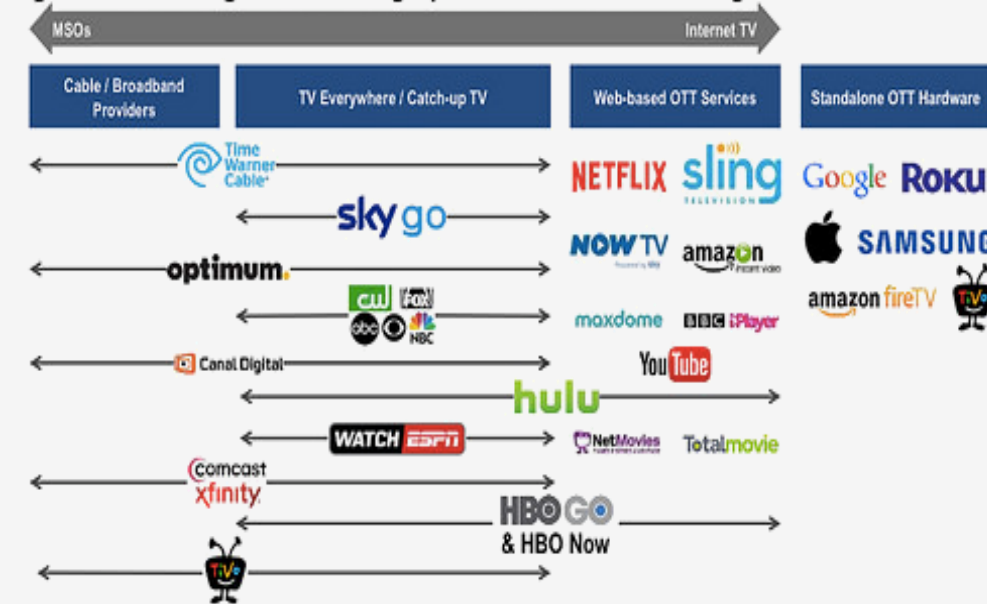 MSOs
Internet TV
Cable / Broadband
Providers
TV Everywhere / Catch-up TV
Web-based OTT Services
Standalone OTT Hardware
Time
Warner
Cable
NETFLIX
sling
TELEVISION
Google
ROKU
sky go
NOW TV
amazon
instant video
SAMSUNG
optimum.
CW FOX
abc
NBC
amazon fireTV
TiVo
maxdome
BBC iPlayer
Canal Digital
YouTube
hulu
WATCH ESPN
NetMovies
Totalmovie
comcast
xfinity
HBO GO
& HBO Now
TiVo